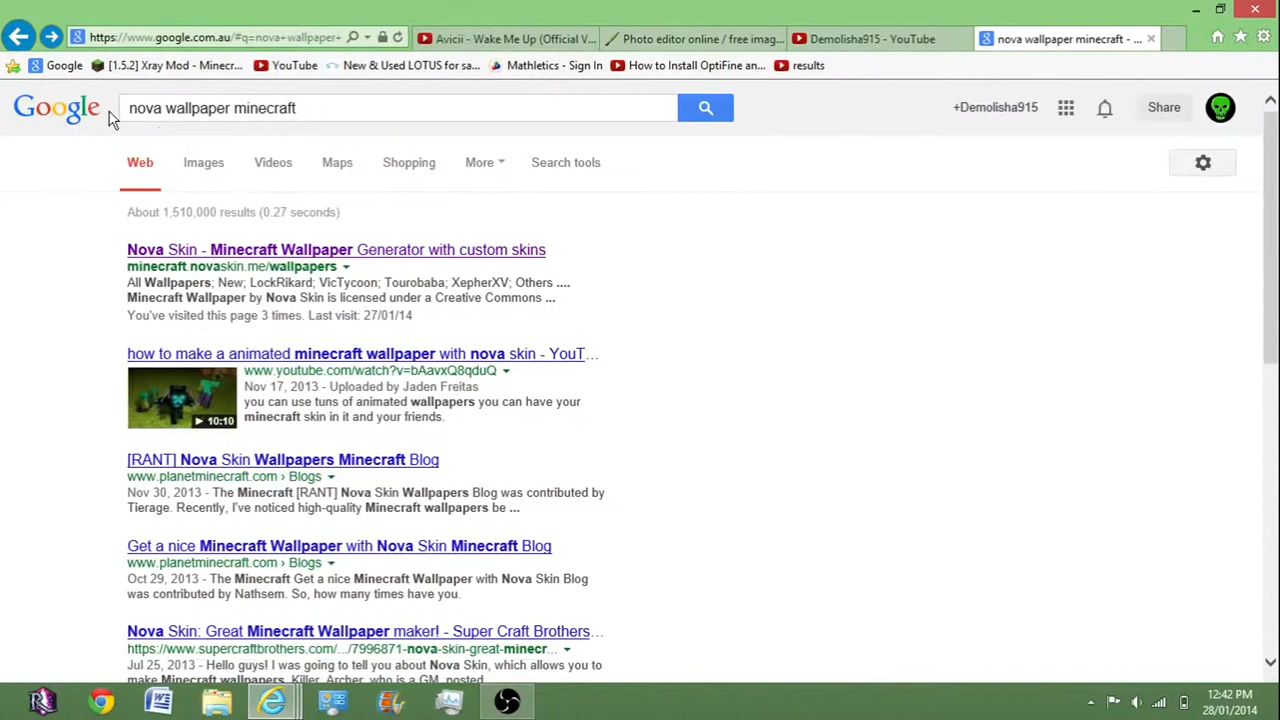 https://www.google.com.au/#q=nova+wallpaper+
Avicii - Wake Me Up (Official V...
Photo editor online / free imag...
Demolisha915 - YouTube
nova wallpaper minecraft - ...
Google
[1.5.2] Xray Mod - Minecr...
YouTube
New & Used LOTUS for sa...
Mathletics - Sign In
How to Install OptiFine an...
results
Google
nova wallpaper minecraft
+Demolisha915
Share
Web
Images
Videos
Maps
Shopping
More
Search tools
About 1,510,000 results (0.27 seconds)
Nova Skin - Minecraft Wallpaper Generator with custom skins
minecraft.novaskin.me/wallpapers
All Wallpapers; New; LockRikard; VicTycoon; Tourobaba; XepherXV; Others ....
Minecraft Wallpaper by Nova Skin is licensed under a Creative Commons ...
You've visited this page 3 times. Last visit: 27/01/14
how to make a animated minecraft wallpaper with nova skin - YouT...
www.youtube.com/watch?v=bAavxQ8qduQ
Nov 17, 2013 - Uploaded by Jaden Freitas
you can use tuns of animated wallpapers you can have your
minecraft skin in it and your friends.
10:10
[RANT] Nova Skin Wallpapers Minecraft Blog
www.planetminecraft.com › Blogs
Nov 30, 2013 - The Minecraft [RANT] Nova Skin Wallpapers Blog was contributed by
Tierage. Recently, I've noticed high-quality Minecraft wallpapers be ...
Get a nice Minecraft Wallpaper with Nova Skin Minecraft Blog
www.planetminecraft.com › Blogs
Oct 29, 2013 - The Minecraft Get a nice Minecraft Wallpaper with Nova Skin Blog
was contributed by Nathsem. So, how many times have you.
Nova Skin: Great Minecraft Wallpaper maker! - Super Craft Brothers...
https://www.supercraftbrothers.com/.../7996871-nova-skin-great-minecr...
Jul 25, 2013 - Hello guys! I was going to tell you about Nova Skin, which allows you to
make Minecraft wallpapers. Killer_Archer, who is a GM, posted
12:42 PM
28/01/2014